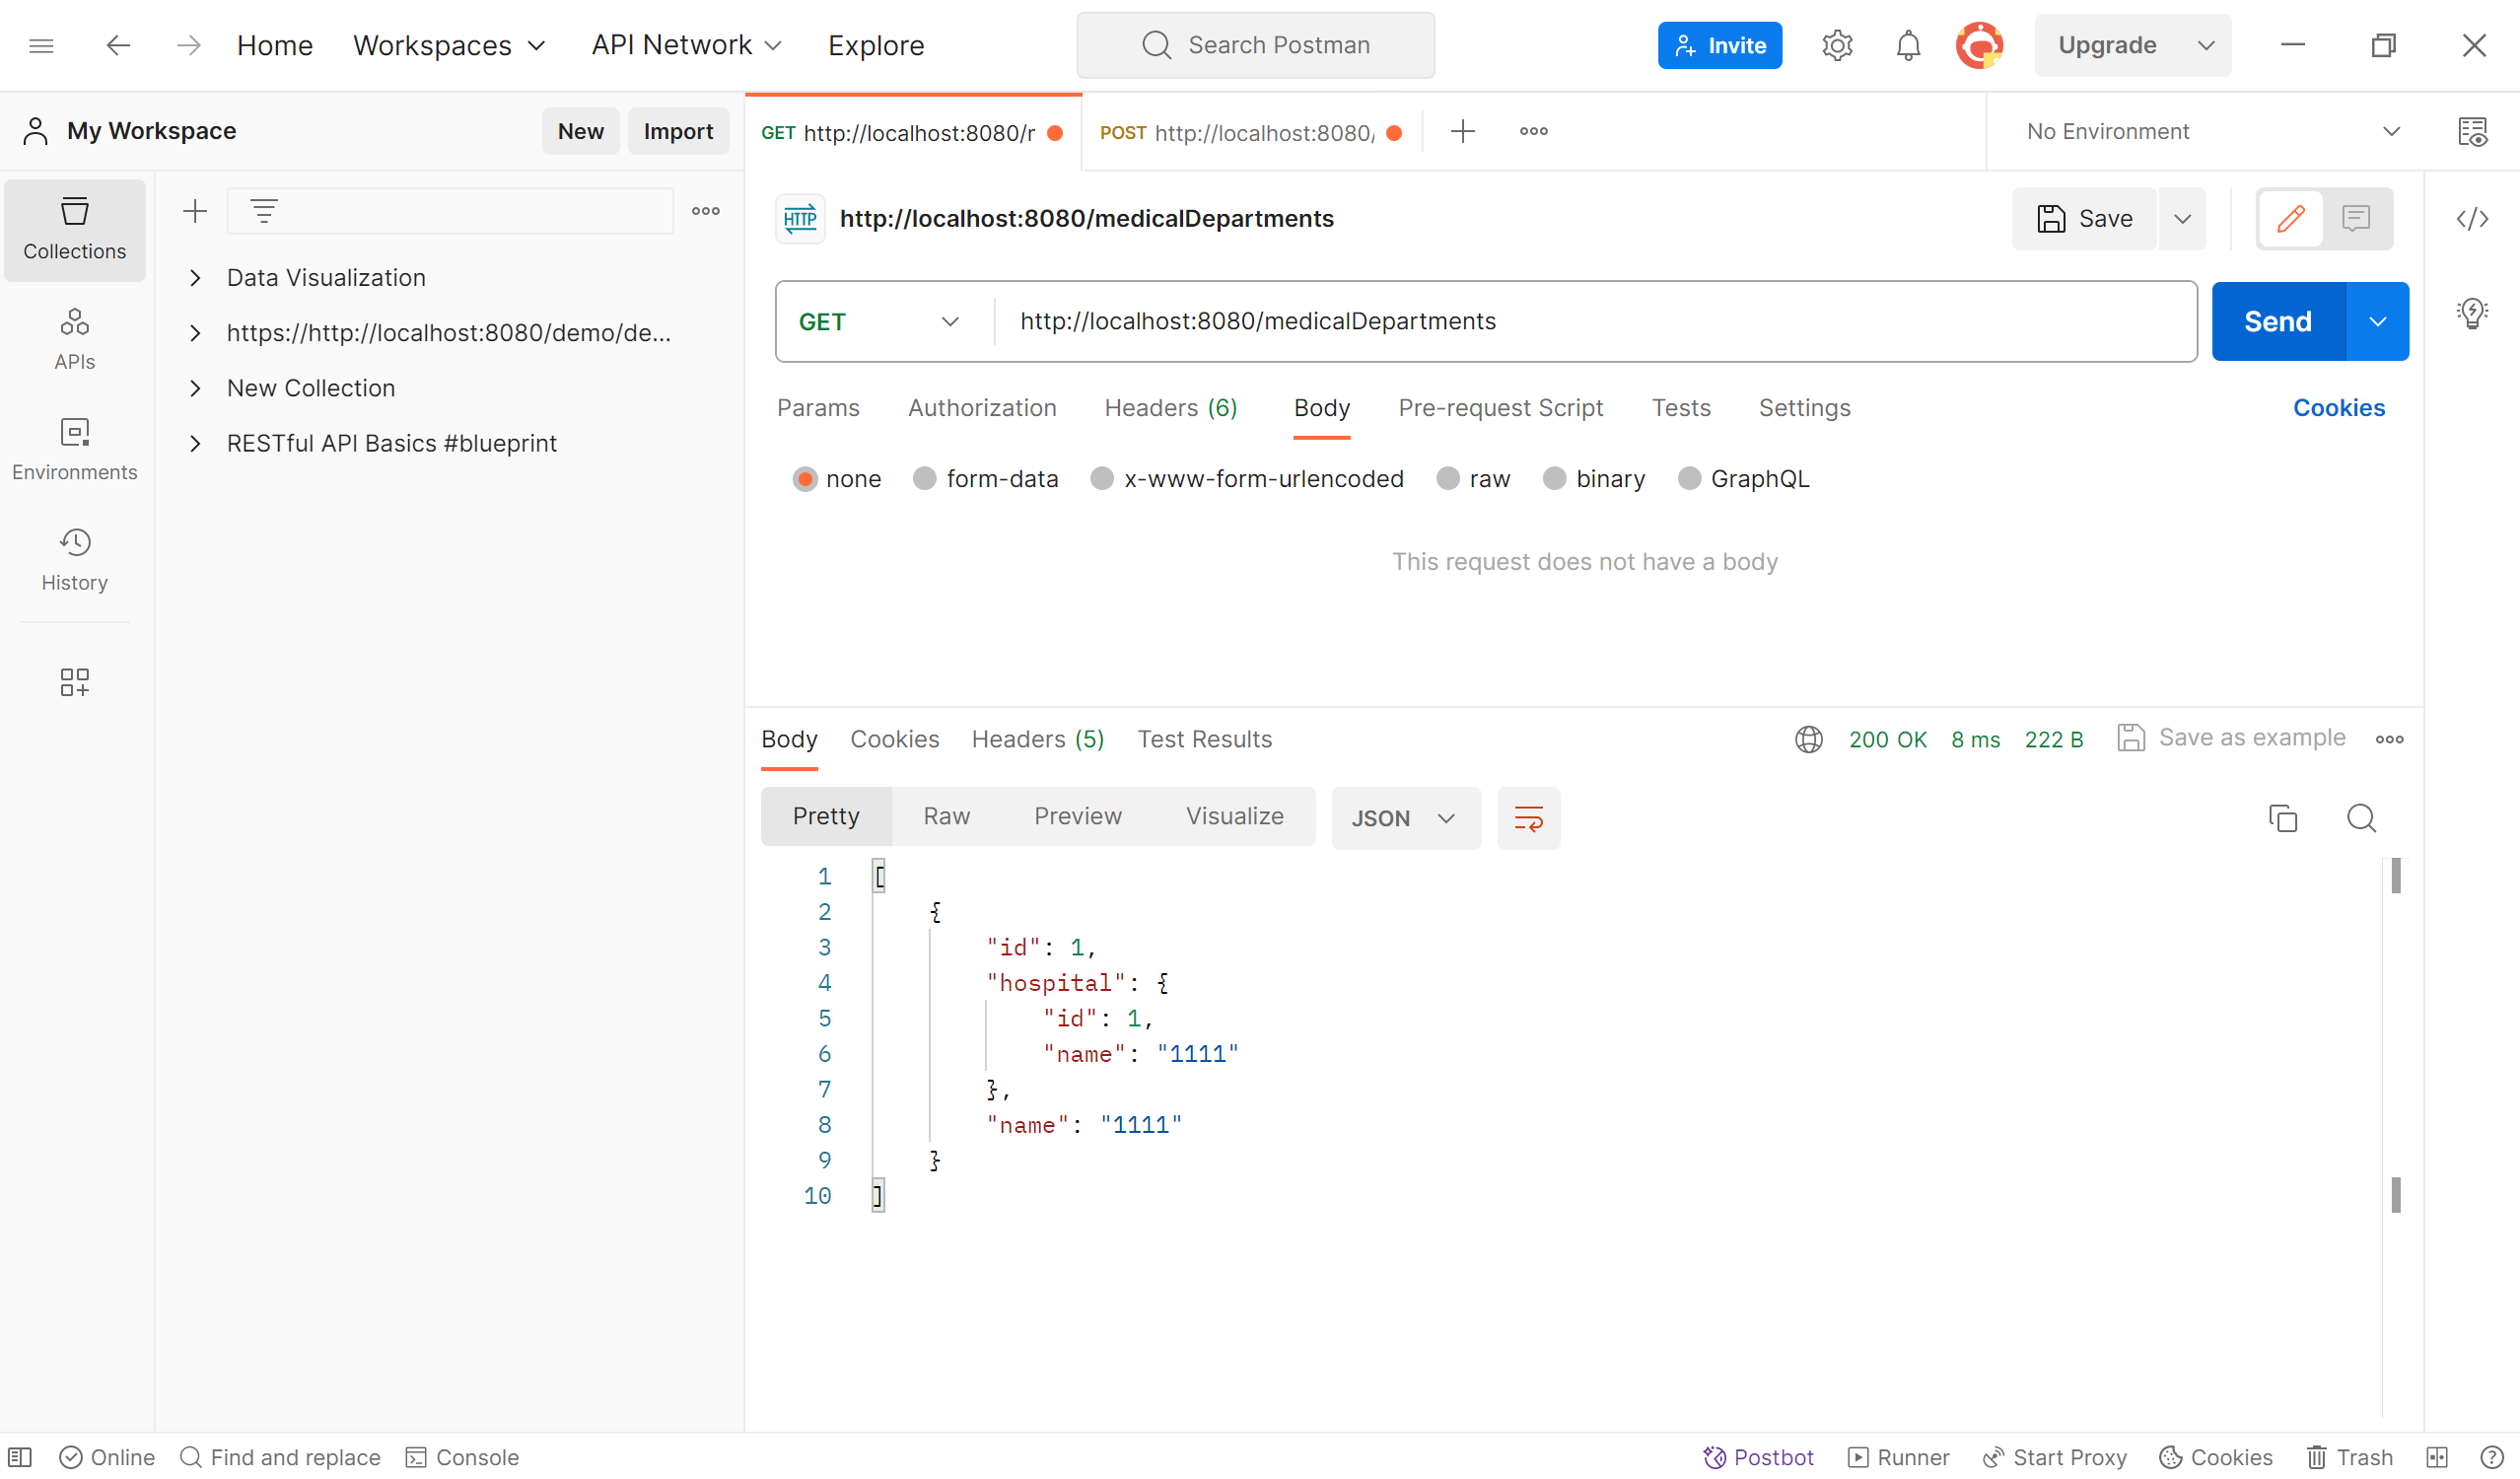 Home Workspaces API Network Explore Search Postman Invite Upgrade
My Workspace New Import GET http://localhost:8080/r POST http://localhost:8080/ No Environment
Collections
APIs
Environments
History
Data Visualization
https://http://localhost:8080/demo/de...
New Collection
RESTful API Basics #blueprint
HTTP http://localhost:8080/medicalDepartments Save
GET http://localhost:8080/medicalDepartments Send
Params Authorization Headers (6) Body Pre-request Script Tests Settings Cookies
none form-data x-www-form-urlencoded raw binary GraphQL
This request does not have a body
Body Cookies Headers (5) Test Results 200 OK 8 ms 222 B Save as example
Pretty Raw Preview Visualize JSON
1 [
2 {
3 "id": 1,
4 "hospital": {
5 "id": 1,
6 "name": "1111"
7 },
8 "name": "1111"
9 }
10 ]
Online Find and replace Console Postbot Runner Start Proxy Cookies Trash